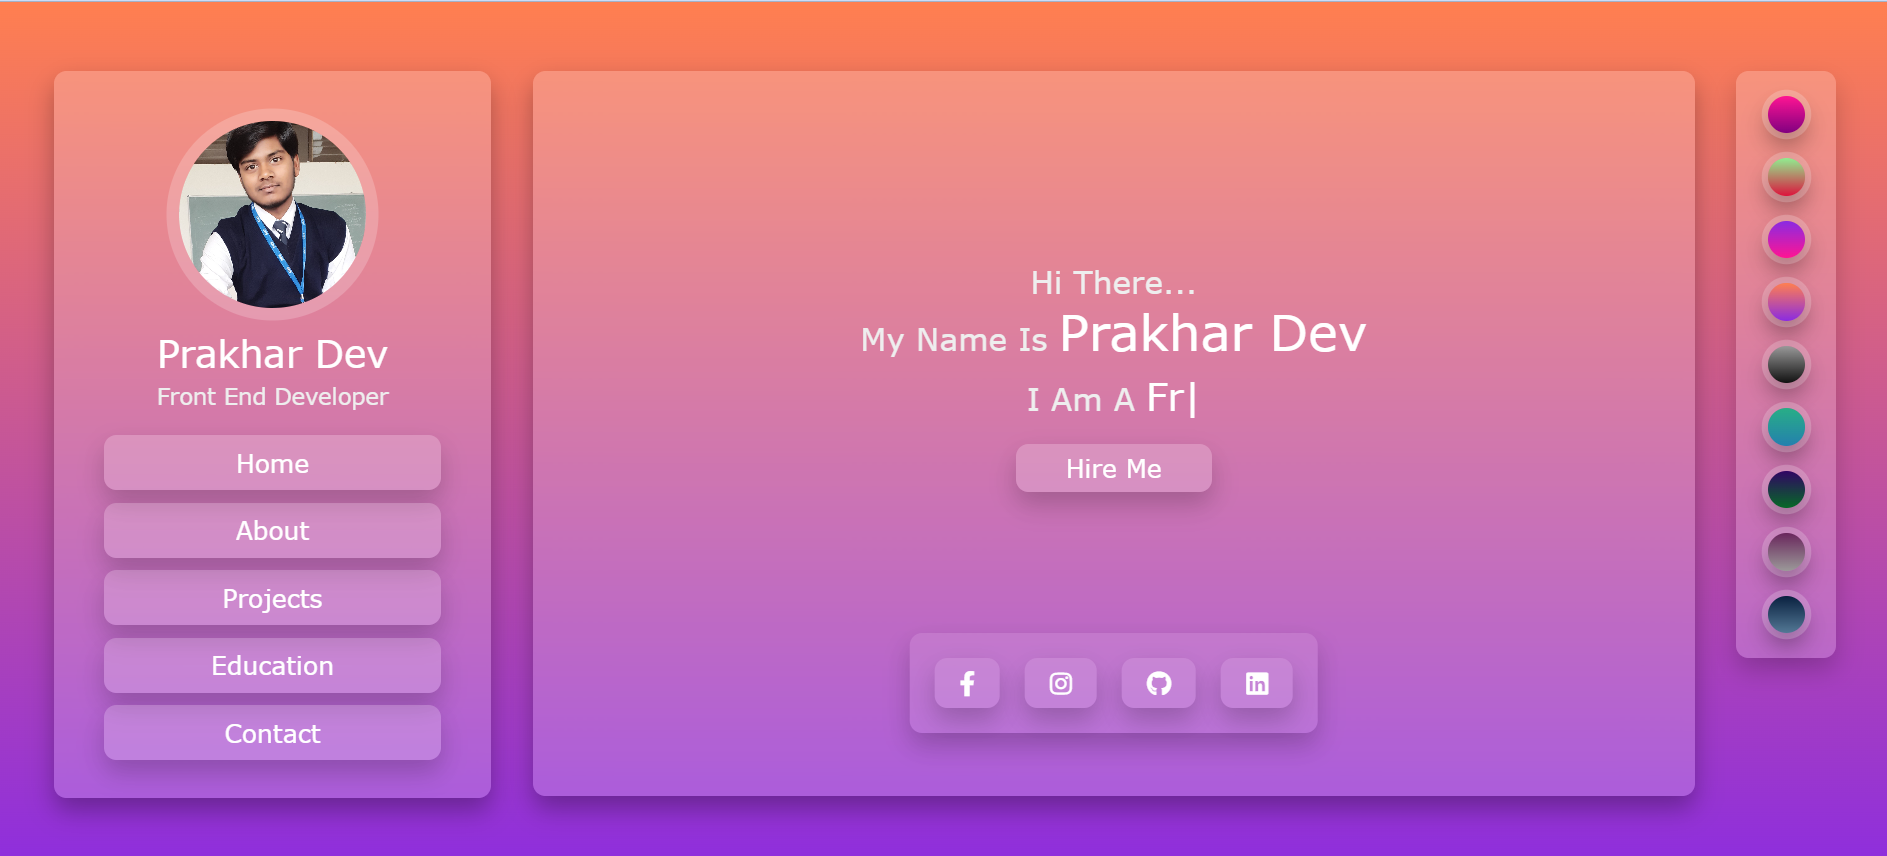 Prakhar Dev
Front End Developer
Home
About
Projects
Education
Contact
Hi There...
My Name Is Prakhar Dev
I Am A Fr|
Hire Me